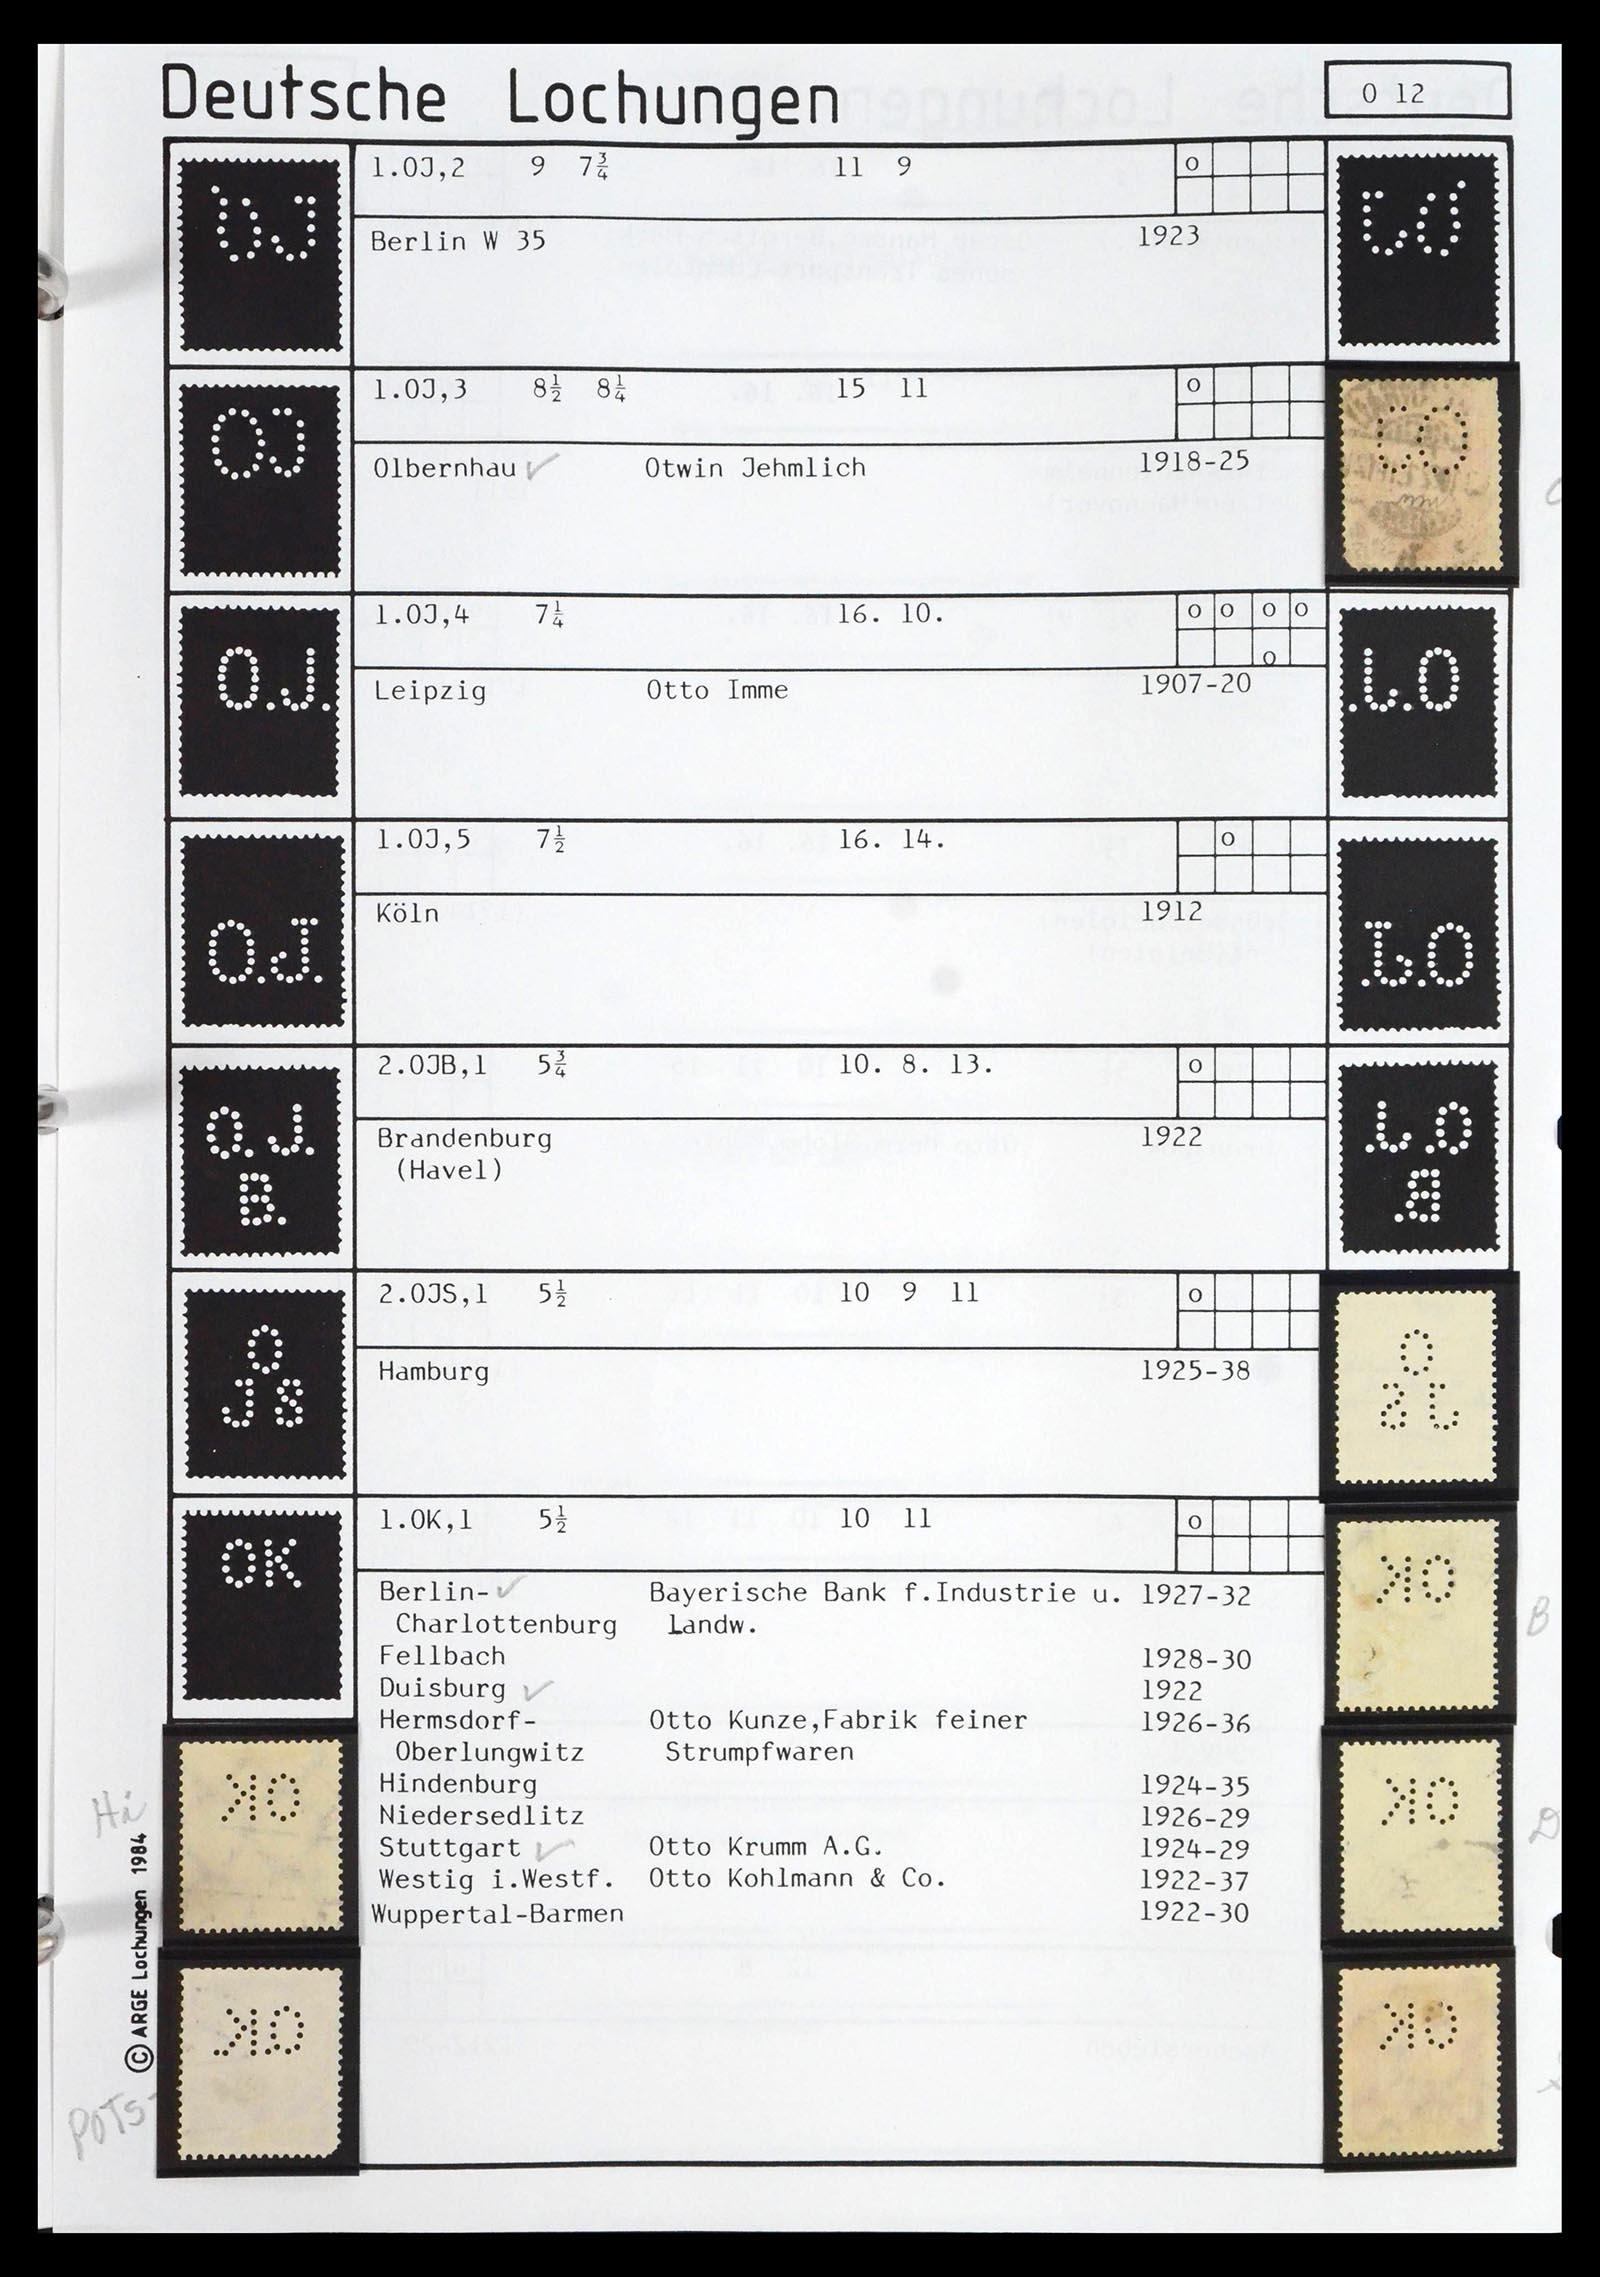 Deutsche Lochungen
O 12
1.OJ,2 9 7¾ 11 9 o
Berlin W 35 1923
1.OJ,3 8½ 8¼ 15 11 o
Olbernhau ✓ Otwin Jehmlich 1918-25
1.OJ,4 7¼ 16. 10. o o o o
o
Leipzig Otto Imme 1907-20
1.OJ,5 7½ 16. 14. o
Köln 1912
2.OJB,1 5¾ 10. 8. 13. o
Brandenburg 1922
(Havel)
2.OJS,1 5½ 10 9 11 o
Hamburg 1925-38
1.OK,1 5½ 10 11 o
Berlin- ✓ Bayerische Bank f.Industrie u. 1927-32
Charlottenburg Landw.
Fellbach 1928-30
Duisburg ✓ 1922
Hermsdorf- Otto Kunze,Fabrik feiner 1926-36
Oberlungwitz Strumpfwaren
Hindenburg 1924-35
Niedersedlitz 1926-29
Stuttgart ✓ Otto Krumm A.G. 1924-29
Westig i.Westf. Otto Kohlmann & Co. 1922-37
Wuppertal-Barmen 1922-30
OJ
OJ
O.J.
O.J.
O.J.
B.
O
JS
OK
B
Hi
D
POTS-
© ARGE Lochungen 1984